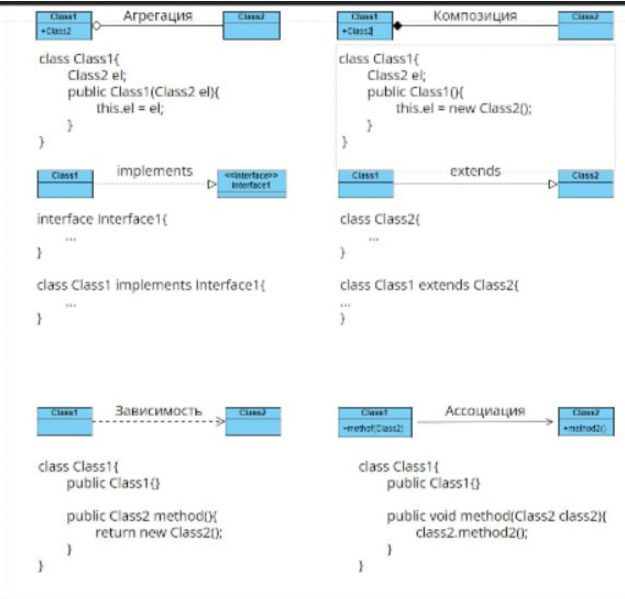 Class1
Агрегация
Class2
+Class2
class Class1{
Class2 el;
public Class1(Class2 el){
this.el = el;
}
}
Class1
Композиция
Class2
+Class2
class Class1{
Class2 el;
public Class1(){
this.el = new Class2();
}
}
Class1
implements
<<Interface>>
Interface1
interface Interface1{
...
}
class Class1 implements Interface1{
...
}
Class1
extends
Class2
class Class2{
...
}
class Class1 extends Class2{
...
}
Class1
Зависимость
Class2
class Class1{
public Class1{}
public Class2 method(){
return new Class2();
}
}
Class1
Ассоциация
Class2
+method2()
class Class1{
public Class1{}
public void method(Class2 class2){
class2.method2();
}
}